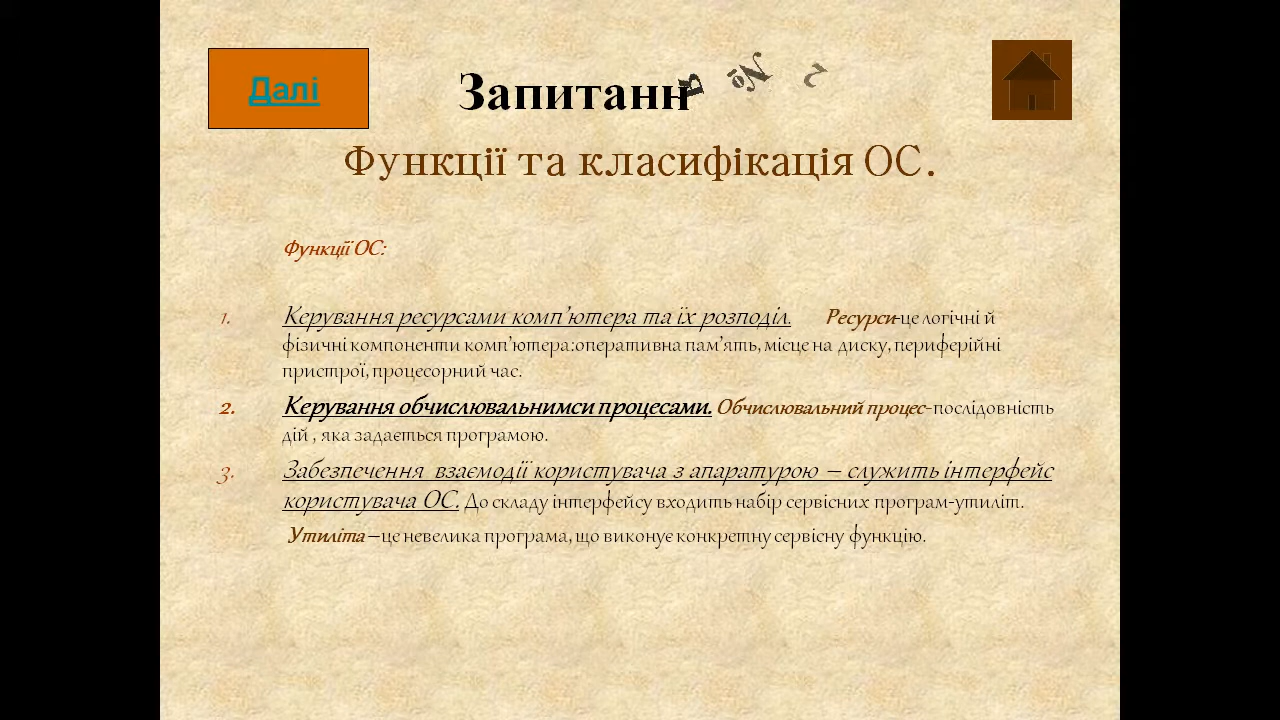 Далі
Запитання № 2
Функції та класифікація ОС.
Функції ОС:
1. Керування ресурсами комп’ютера та їх розподіл. Ресурси-це логічні й
фізичні компоненти комп’ютера:оперативна пам’ять, місце на диску, периферійні
пристрої, процесорний час.
2. Керування обчислювальнимси процесами. Обчислювальний процес- послідовність
дій , яка задається програмою.
3. Забезпечення взаємодії користувача з апаратурою – служить інтерфейс
користувача ОС. До складу інтерфейсу входить набір сервісних програм-утиліт.
Утиліта –це невелика програма, що виконує конкретну сервісну функцію.